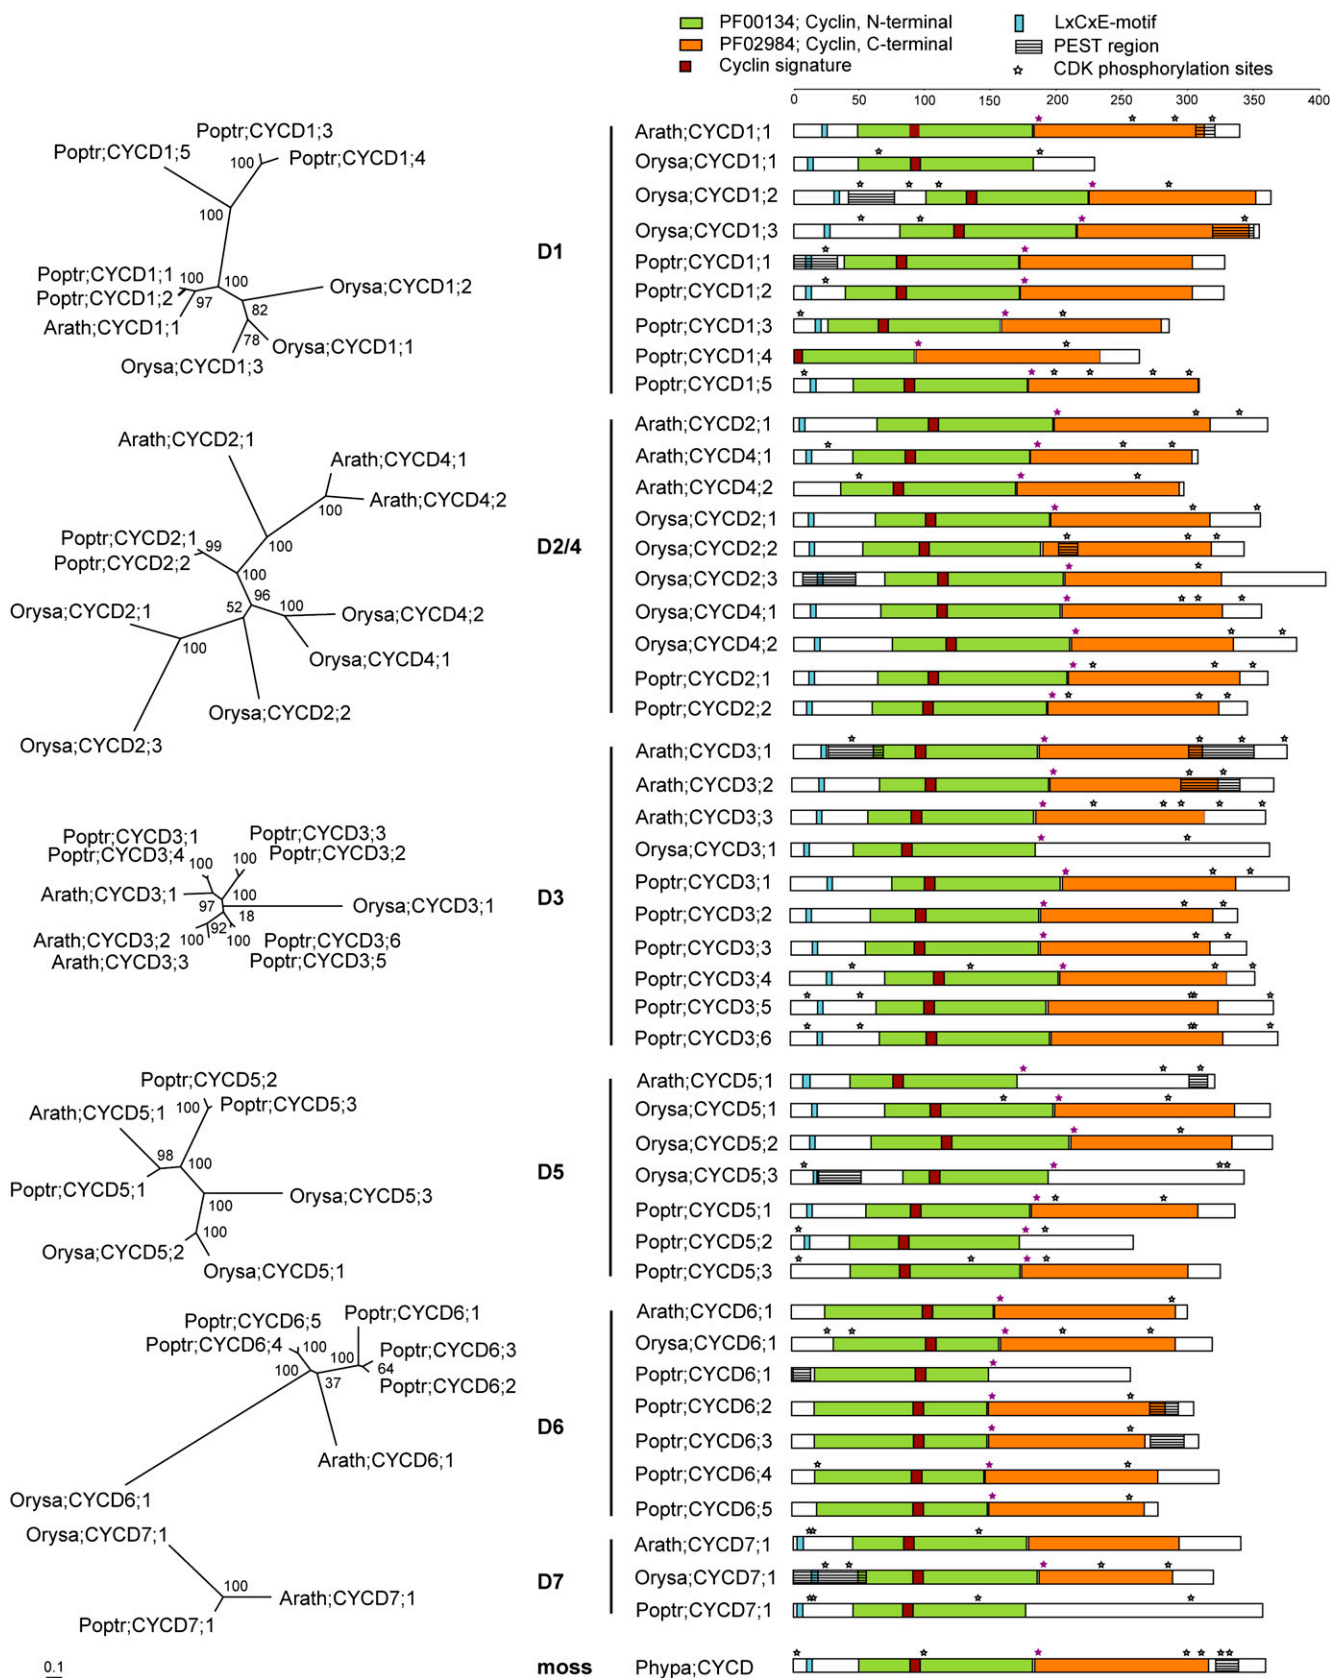 PF00134; Cyclin, N-terminal
PF02984; Cyclin, C-terminal
Cyclin signature
LxCxE-motif
PEST region
CDK phosphorylation sites
0 50 100 150 200 250 300 350 400
Poptr;CYCD1;3
Poptr;CYCD1;5
100
Poptr;CYCD1;4
100
Poptr;CYCD1;1
100
100
Poptr;CYCD1;2
97
Orysa;CYCD1;2
82
Arath;CYCD1;1
78
Orysa;CYCD1;1
Orysa;CYCD1;3
D1
Arath;CYCD1;1
Orysa;CYCD1;1
Orysa;CYCD1;2
Orysa;CYCD1;3
Poptr;CYCD1;1
Poptr;CYCD1;2
Poptr;CYCD1;3
Poptr;CYCD1;4
Poptr;CYCD1;5
Arath;CYCD2;1
Arath;CYCD4;1
Arath;CYCD4;2
100
Poptr;CYCD2;1
99
100
Poptr;CYCD2;2
100
96
Orysa;CYCD2;1
52
100
Orysa;CYCD4;2
100
Orysa;CYCD4;1
Orysa;CYCD2;2
Orysa;CYCD2;3
D2/4
Arath;CYCD2;1
Arath;CYCD4;1
Arath;CYCD4;2
Orysa;CYCD2;1
Orysa;CYCD2;2
Orysa;CYCD2;3
Orysa;CYCD4;1
Orysa;CYCD4;2
Poptr;CYCD2;1
Poptr;CYCD2;2
Poptr;CYCD3;1
Poptr;CYCD3;3
Poptr;CYCD3;4
100
100
Poptr;CYCD3;2
Arath;CYCD3;1
100
97
18
Orysa;CYCD3;1
92
Arath;CYCD3;2
100
100
Poptr;CYCD3;6
Arath;CYCD3;3
Poptr;CYCD3;5
D3
Arath;CYCD3;1
Arath;CYCD3;2
Arath;CYCD3;3
Orysa;CYCD3;1
Poptr;CYCD3;1
Poptr;CYCD3;2
Poptr;CYCD3;3
Poptr;CYCD3;4
Poptr;CYCD3;5
Poptr;CYCD3;6
Poptr;CYCD5;2
Arath;CYCD5;1
100
Poptr;CYCD5;3
98
100
Poptr;CYCD5;1
Orysa;CYCD5;3
100
100
Orysa;CYCD5;2
Orysa;CYCD5;1
D5
Arath;CYCD5;1
Orysa;CYCD5;1
Orysa;CYCD5;2
Orysa;CYCD5;3
Poptr;CYCD5;1
Poptr;CYCD5;2
Poptr;CYCD5;3
Poptr;CYCD6;1
Poptr;CYCD6;5
Poptr;CYCD6;4
100
100
Poptr;CYCD6;3
100
64
37
Poptr;CYCD6;2
Arath;CYCD6;1
Orysa;CYCD6;1
D6
Arath;CYCD6;1
Orysa;CYCD6;1
Poptr;CYCD6;1
Poptr;CYCD6;2
Poptr;CYCD6;3
Poptr;CYCD6;4
Poptr;CYCD6;5
Orysa;CYCD7;1
100
Arath;CYCD7;1
Poptr;CYCD7;1
D7
Arath;CYCD7;1
Orysa;CYCD7;1
Poptr;CYCD7;1
0.1
moss
Phypa;CYCD